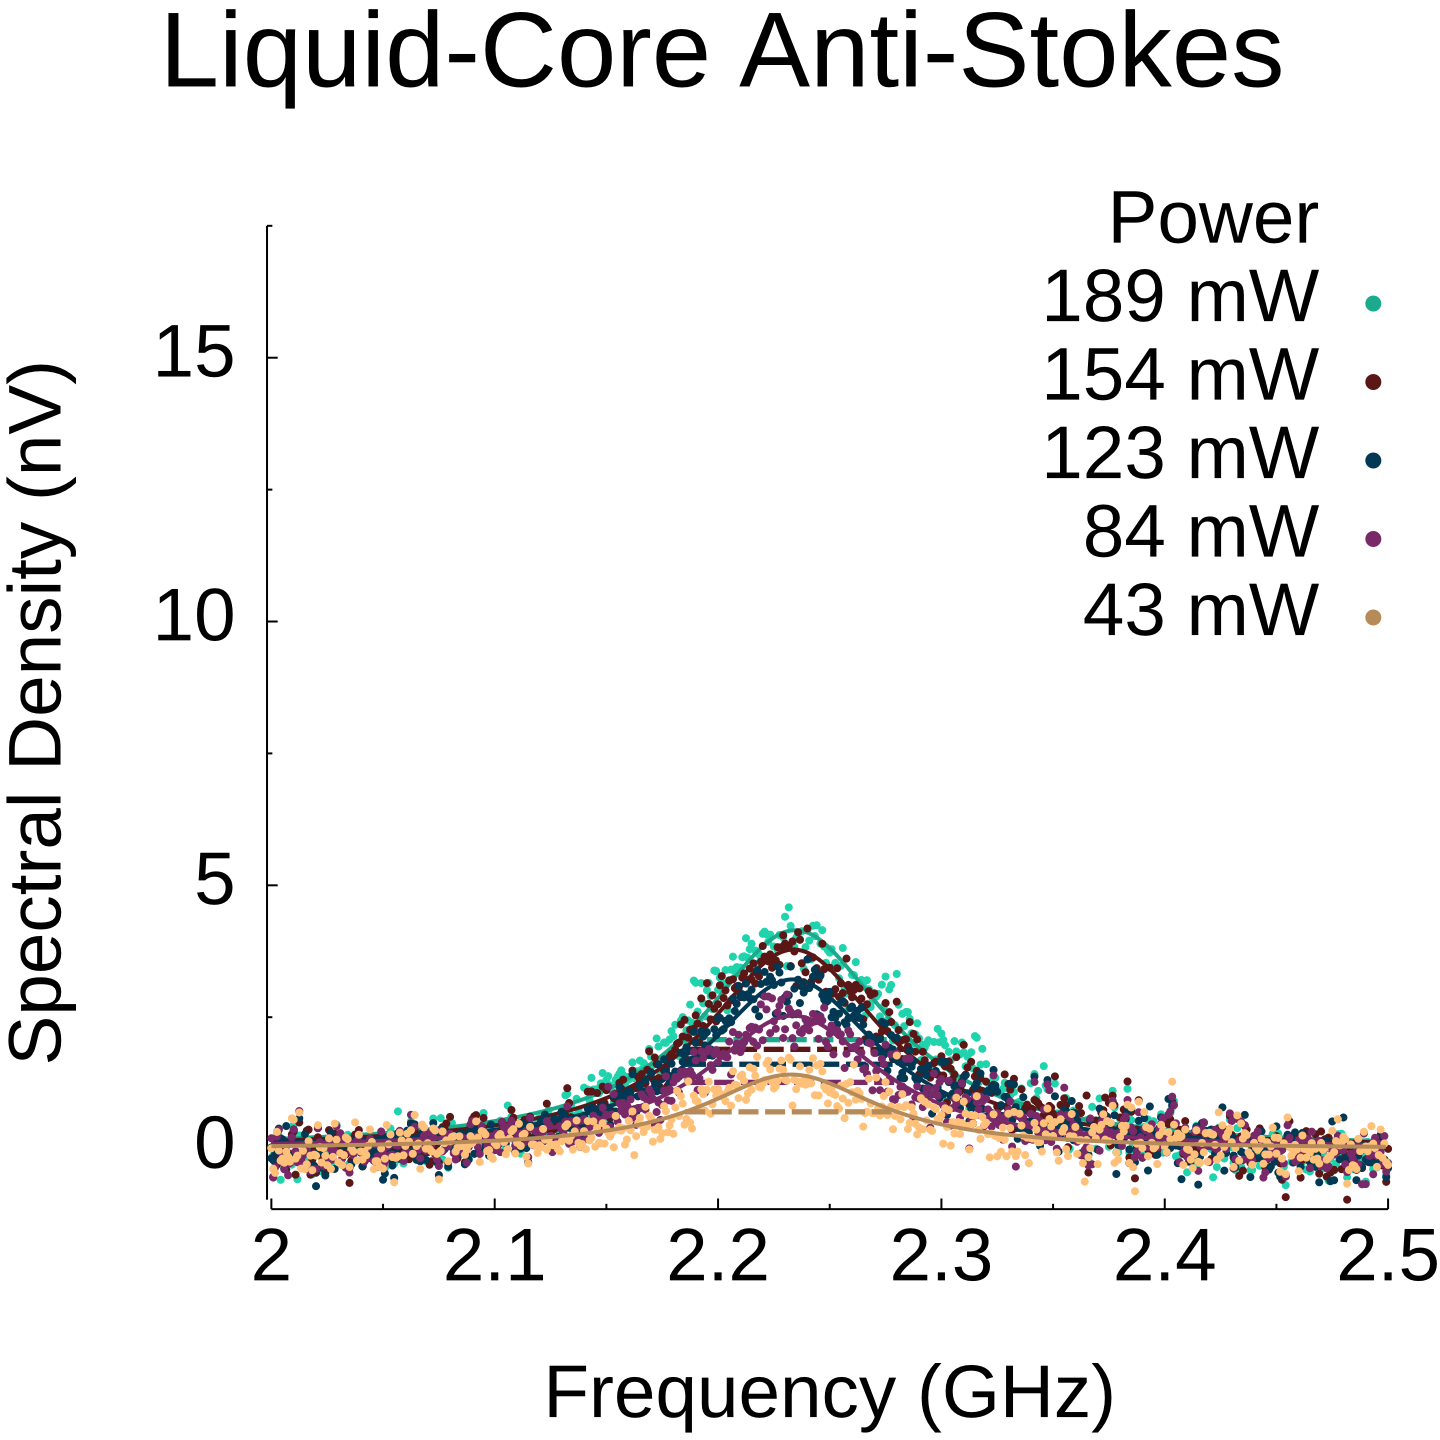 Liquid-Core Anti-Stokes
Power
189 mW
154 mW
123 mW
84 mW
43 mW
Spectral Density (nV)
15
10
5
0
2 2.1 2.2 2.3 2.4 2.5
Frequency (GHz)